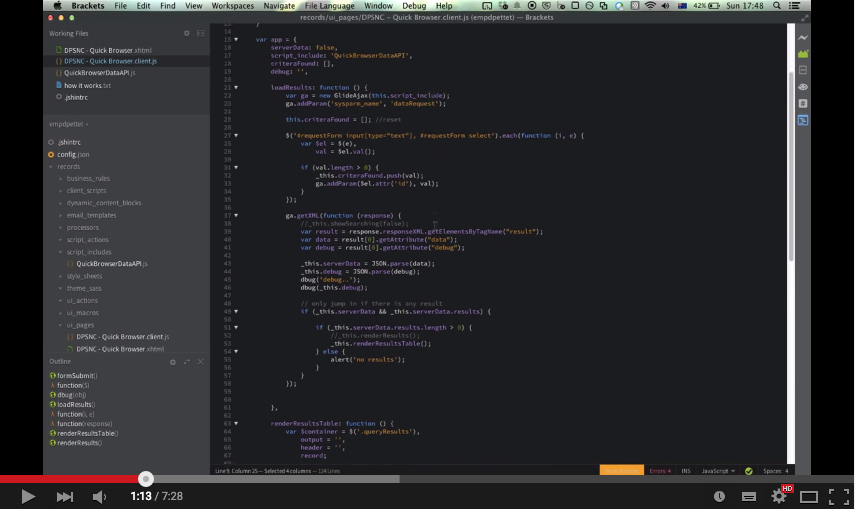 Brackets File Edit Find View Workspaces Navigate File Language Window Debug Help 42% Sun 17:48
records/ui_pages/DPSNC - Quick Browser.client.js (empdpettet) — Brackets
Working Files
DPSNC - Quick Browser.xhtml
DPSNC - Quick Browser.client.js
QuickBrowserDataAPI.js
how it works.txt
.jshintrc
empdpettet
.jshintrc
config.json
records
business_rules
client_scripts
dynamic_content_blocks
email_templates
processors
script_actions
script_includes
QuickBrowserDataAPI.js
style_sheets
theme_sass
ui_actions
ui_macros
ui_pages
DPSNC - Quick Browser.client.js
DPSNC - Quick Browser.xhtml
Outline
formSubmit()
function(S)
dbug(obj)
loadResults()
function(i, e)
function(response)
renderResultsTable()
renderResults()
14
15 var app = {
16 serverData: false,
17 script_include: 'QuickBrowserDataAPI',
18 criteraFound: [],
19 debug: '',
20
21 loadResults: function () {
22 var ga = new GlideAjax(this.script_include);
23 ga.addParam('sysparm_name', 'dataRequest');
24
25 this.criteraFound = []; //reset
26
27 $('#requestForm input[type="text"], #requestForm select').each(function (i, e) {
28 var $el = $(e),
29 val = $el.val();
30
31 if (val.length > 0) {
32 _this.criteraFound.push(val);
33 ga.addParam($el.attr('id'), val);
34 }
35 });
36
37 ga.getXML(function (response) {
38 //_this.showSearching(false);
39 var result = response.responseXML.getElementsByTagName("result");
40 var data = result[0].getAttribute("data");
41 var debug = result[0].getAttribute("debug");
42
43 _this.serverData = JSON.parse(data);
44 _this.debug = JSON.parse(debug);
45 dbug('debug..');
46 dbug(_this.debug);
47
48 // only jump in if there is any result
49 if (_this.serverData && _this.serverData.results) {
50
51 if (_this.serverData.results.length > 0) {
52 //_this.renderResults();
53 _this.renderResultsTable();
54 } else {
55 alert('no results');
56 }
57 }
58 });
59
60
61 },
62
63 renderResultsTable: function () {
64 var $container = $('.queryResults'),
65 output = '',
66 header = '',
67 record;
Line 9, Column 25 — Selected 4 columns — 124 Lines
Errors: 4 INS JavaScript Spaces: 4
1:13 / 7:28
HD